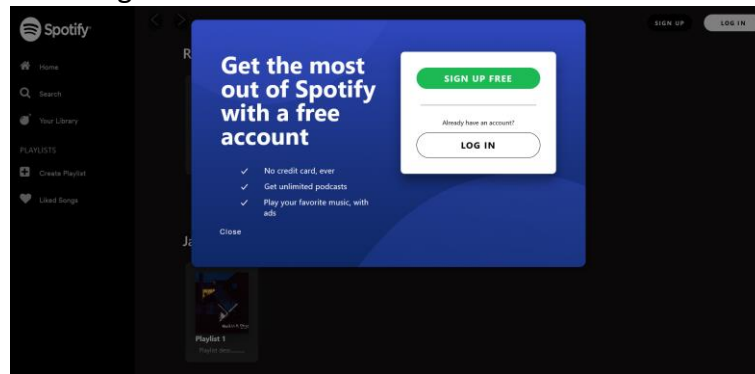 Spotify
SIGN UP
LOG IN
Home
Search
Your Library
PLAYLISTS
Create Playlist
Liked Songs
R
Get the most
out of Spotify
with a free
account
No credit card, ever
Get unlimited podcasts
Play your favorite music, with
ads
Close
SIGN UP FREE
Already have an account?
LOG IN
Ja
Playlist 1